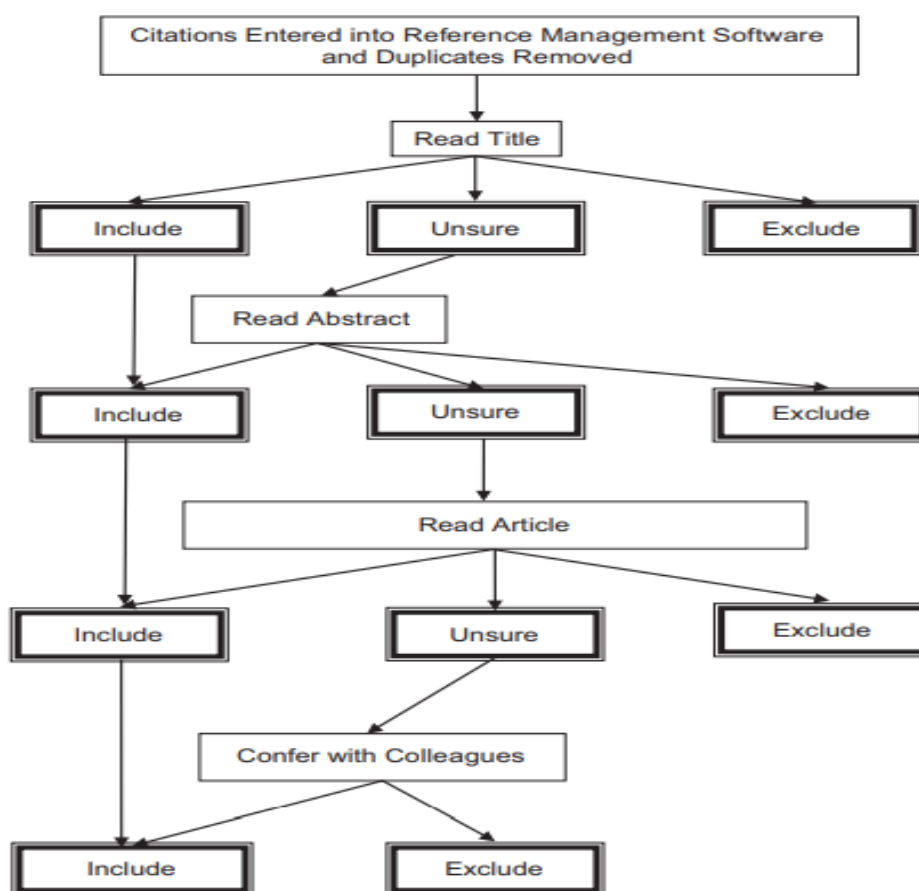 Citations Entered into Reference Management Software
and Duplicates Removed
Read Title
Include
Unsure
Exclude
Read Abstract
Include
Unsure
Exclude
Read Article
Include
Unsure
Exclude
Confer with Colleagues
Include
Exclude